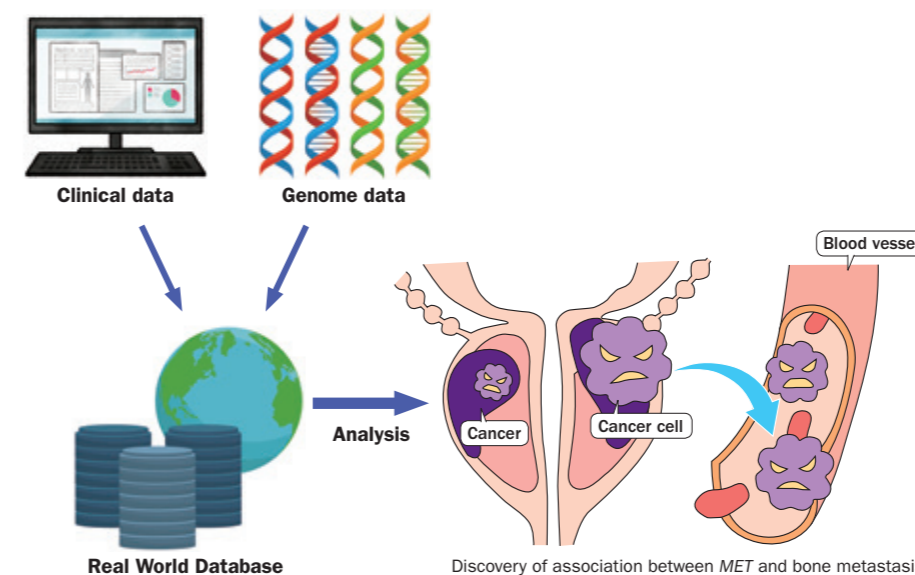 Clinical data
Genome data
Blood vesse
Cancer
Cancer cell
Analysis
Real World Database
Discovery of association between MET and bone metastasi